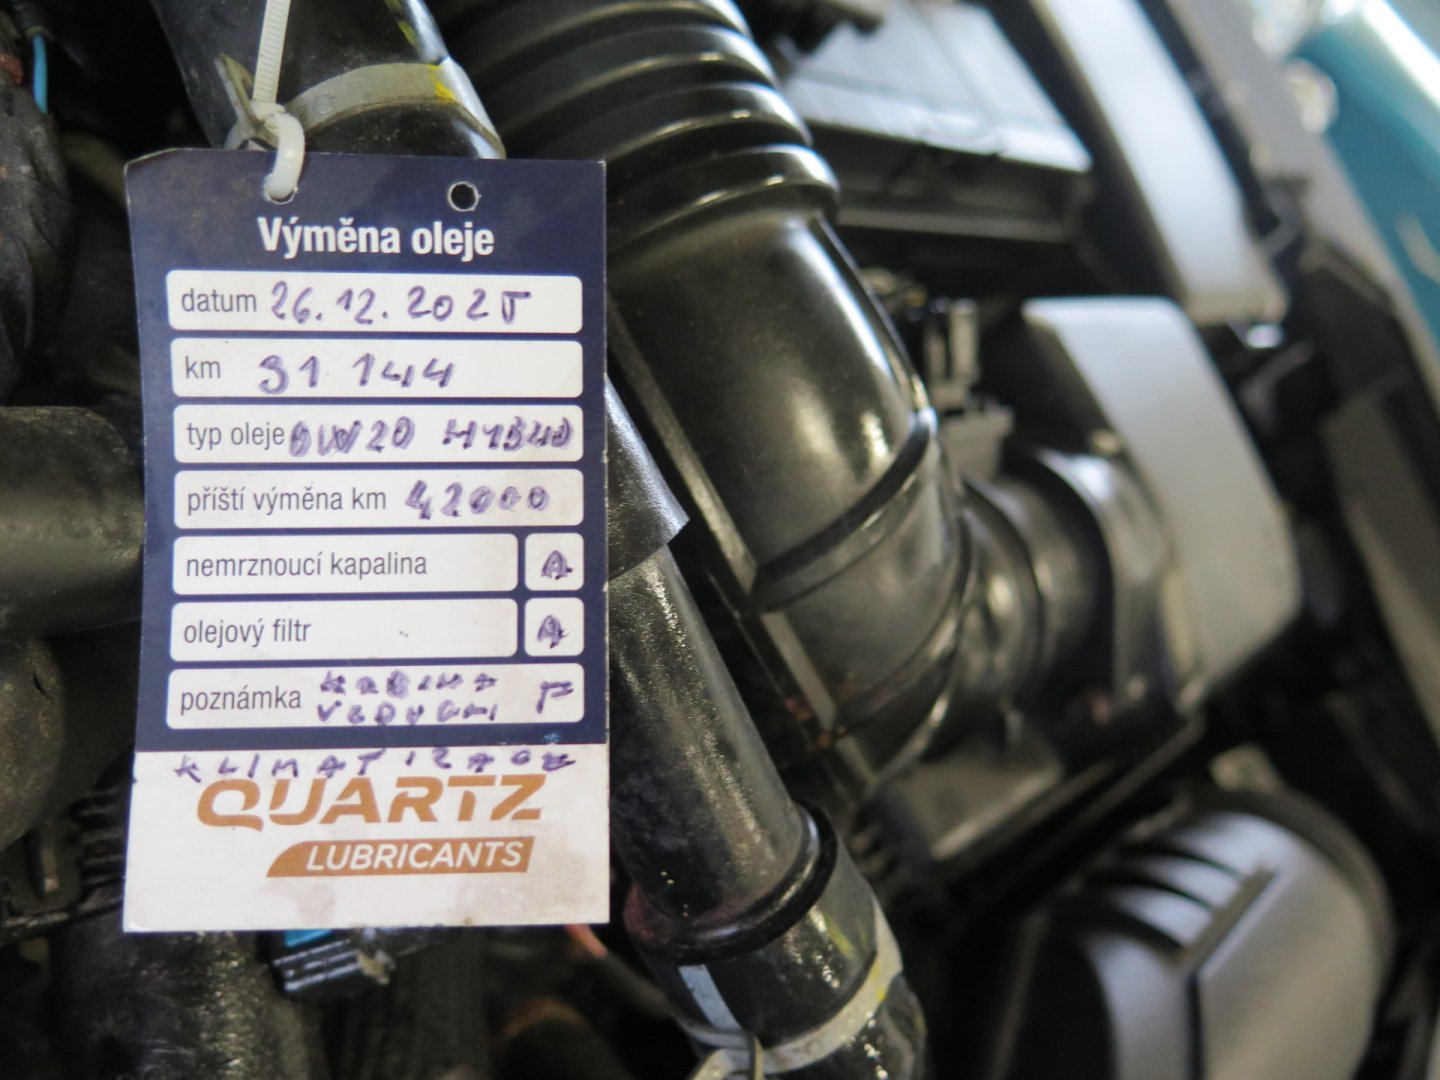 Výměna oleje
datum 26.12.2025
km 31 144
typ oleje 0W20 H1540
příští výměna km 42000
nemrznoucí kapalina A
olejový filtr A
poznámka
KLIMATIZACE
QUARTZ
LUBRICANTS